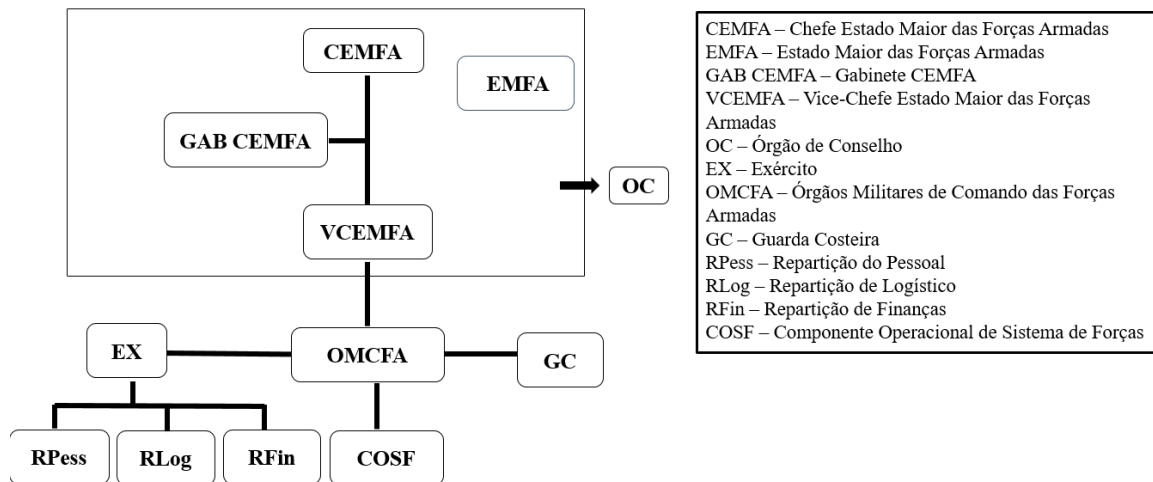 CEMFA
EMFA
GAB CEMFA
OC
VCEMFA
EX
OMCFA
GC
RPess
RLog
RFin
COSF
CEMFA – Chefe Estado Maior das Forças Armadas
EMFA – Estado Maior das Forças Armadas
GAB CEMFA – Gabinete CEMFA
VCEMFA – Vice-Chefe Estado Maior das Forças
Armadas
OC – Órgão de Conselho
EX – Exército
OMCFA – Órgãos Militares de Comando das Forças
Armadas
GC – Guarda Costeira
RPess – Repartição do Pessoal
RLog – Repartição de Logístico
RFin – Repartição de Finanças
COSF – Componente Operacional de Sistema de Forças